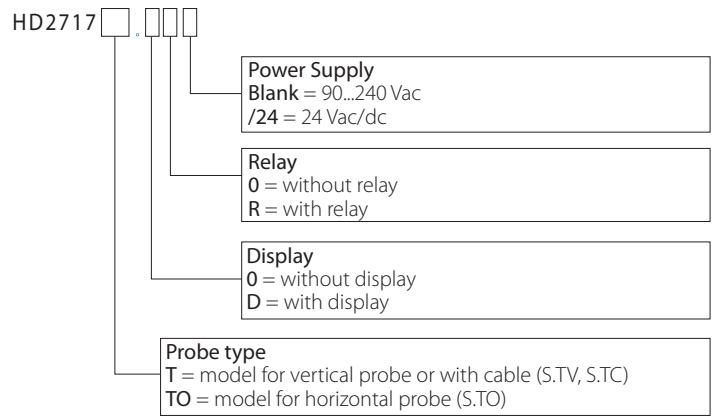 HD2717 .
Power Supply
Blank = 90...240 Vac
/24 = 24 Vac/dc
Relay
0 = without relay
R = with relay
Display
0 = without display
D = with display
Probe type
T = model for vertical probe or with cable (S.TV, S.TC)
TO = model for horizontal probe (S.TO)